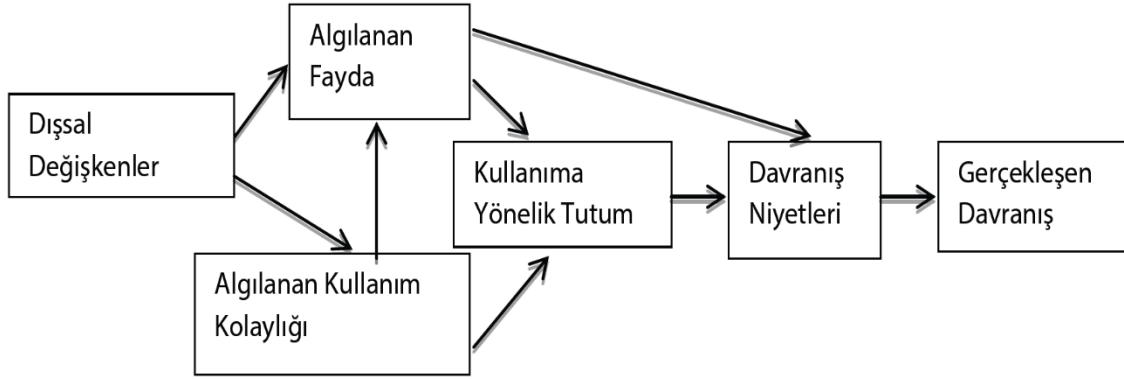 Algılanan
Fayda
Dışsal
Değişkenler
Kullanıma
Yönelik Tutum
Davranış
Niyetleri
Gerçekleşen
Davranış
Algılanan Kullanım
Kolaylığı